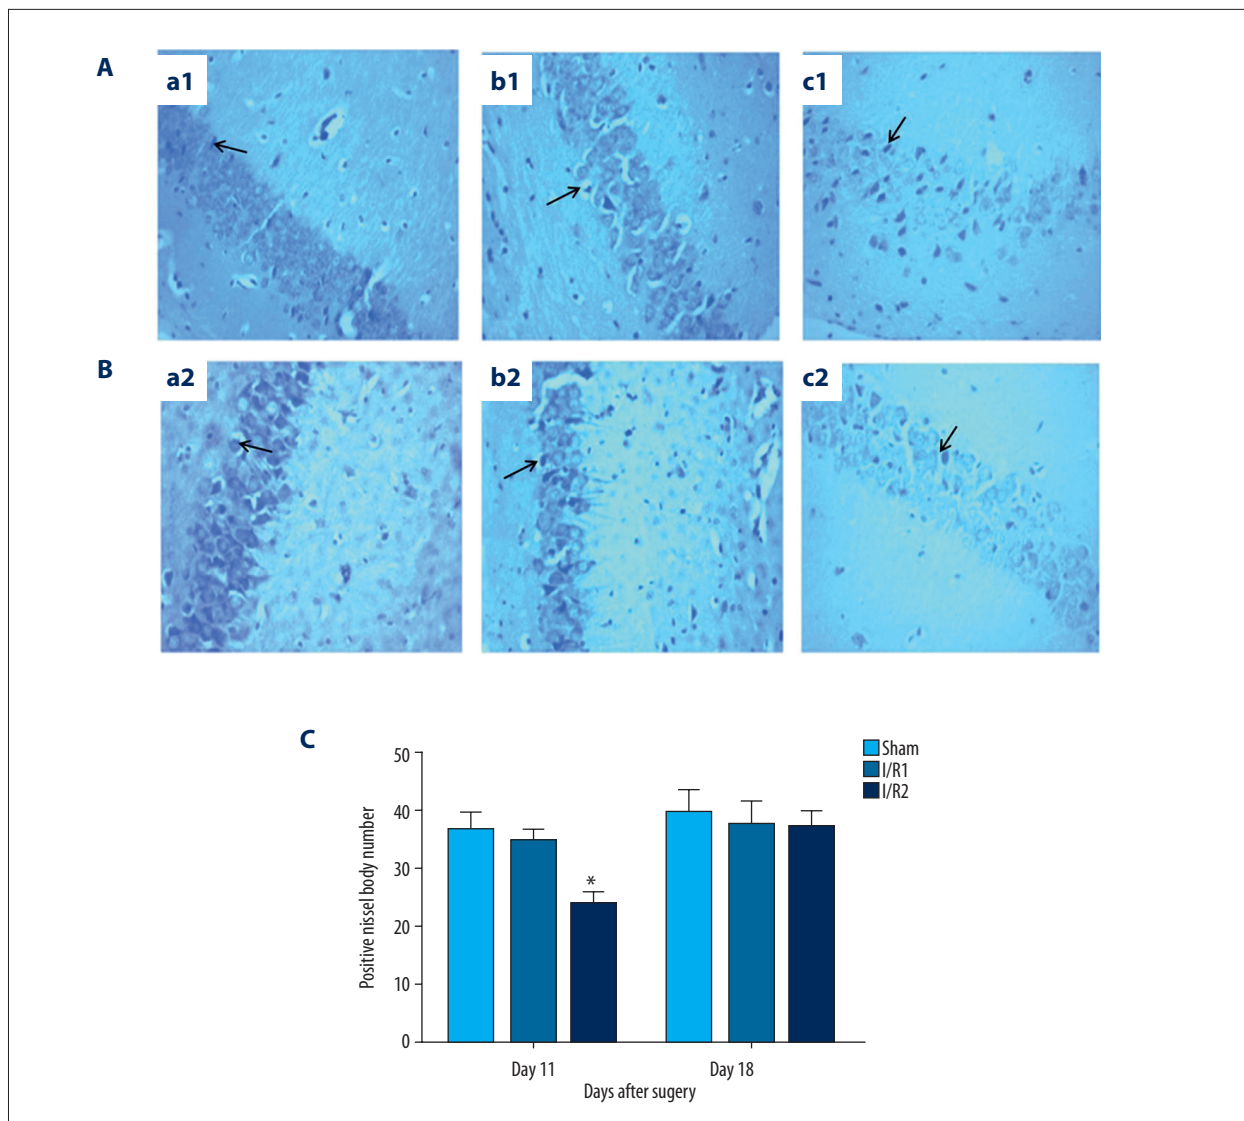 A
a1
b1
c1
B
a2
b2
c2
C
Positive nissel body number
50
40
30
20
10
0
*
Sham
I/R1
I/R2
Day 11
Day 18
Days after sugery